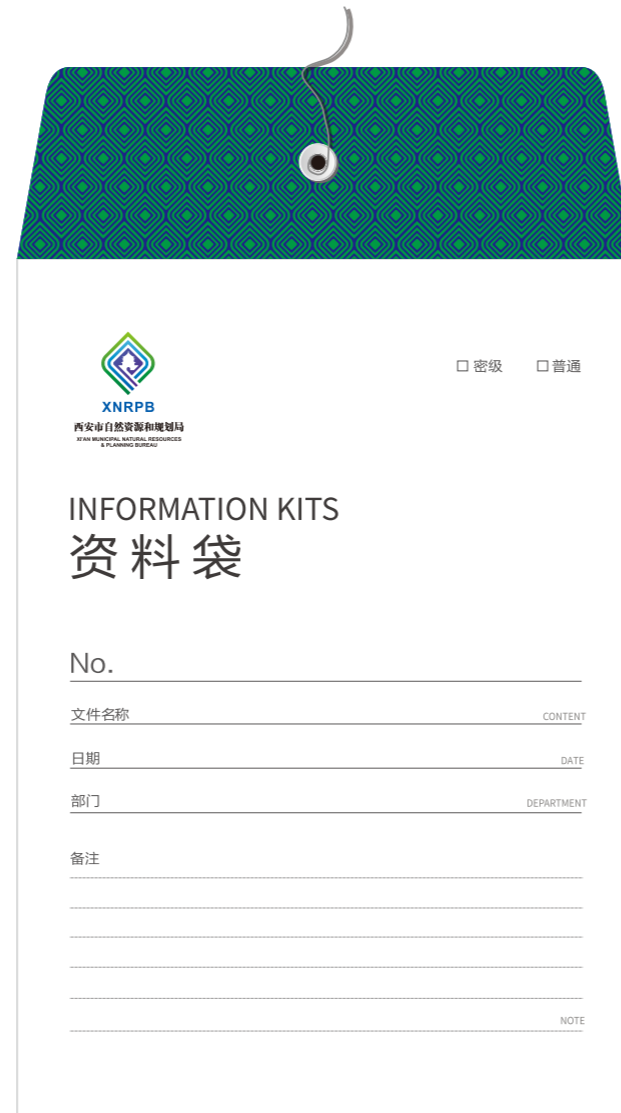 □ 密级 □ 普通
XNRPB
西安市自然资源和规划局
XI'AN MUNICIPAL NATURAL RESOURCES
& PLANNING BUREAU
INFORMATION KITS
资料袋
No.
文件名称 CONTENT
日期 DATE
部门 DEPARTMENT
备注
NOTE